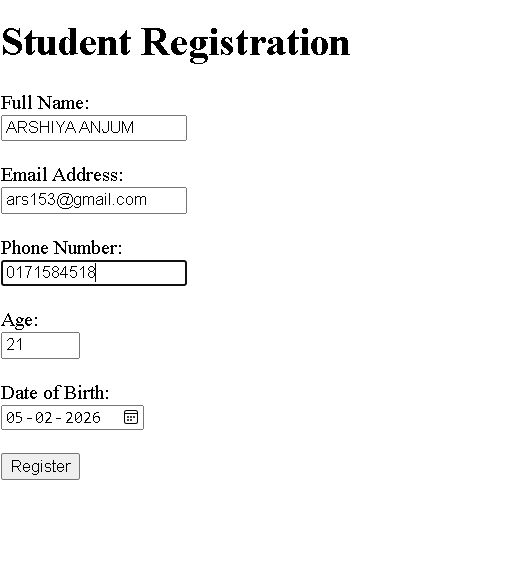 Student Registration
Full Name:
ARSHIYA ANJUM
Email Address:
ars153@gmail.com
Phone Number:
0171584518
Age:
21
Date of Birth:
05-02-2026
Register